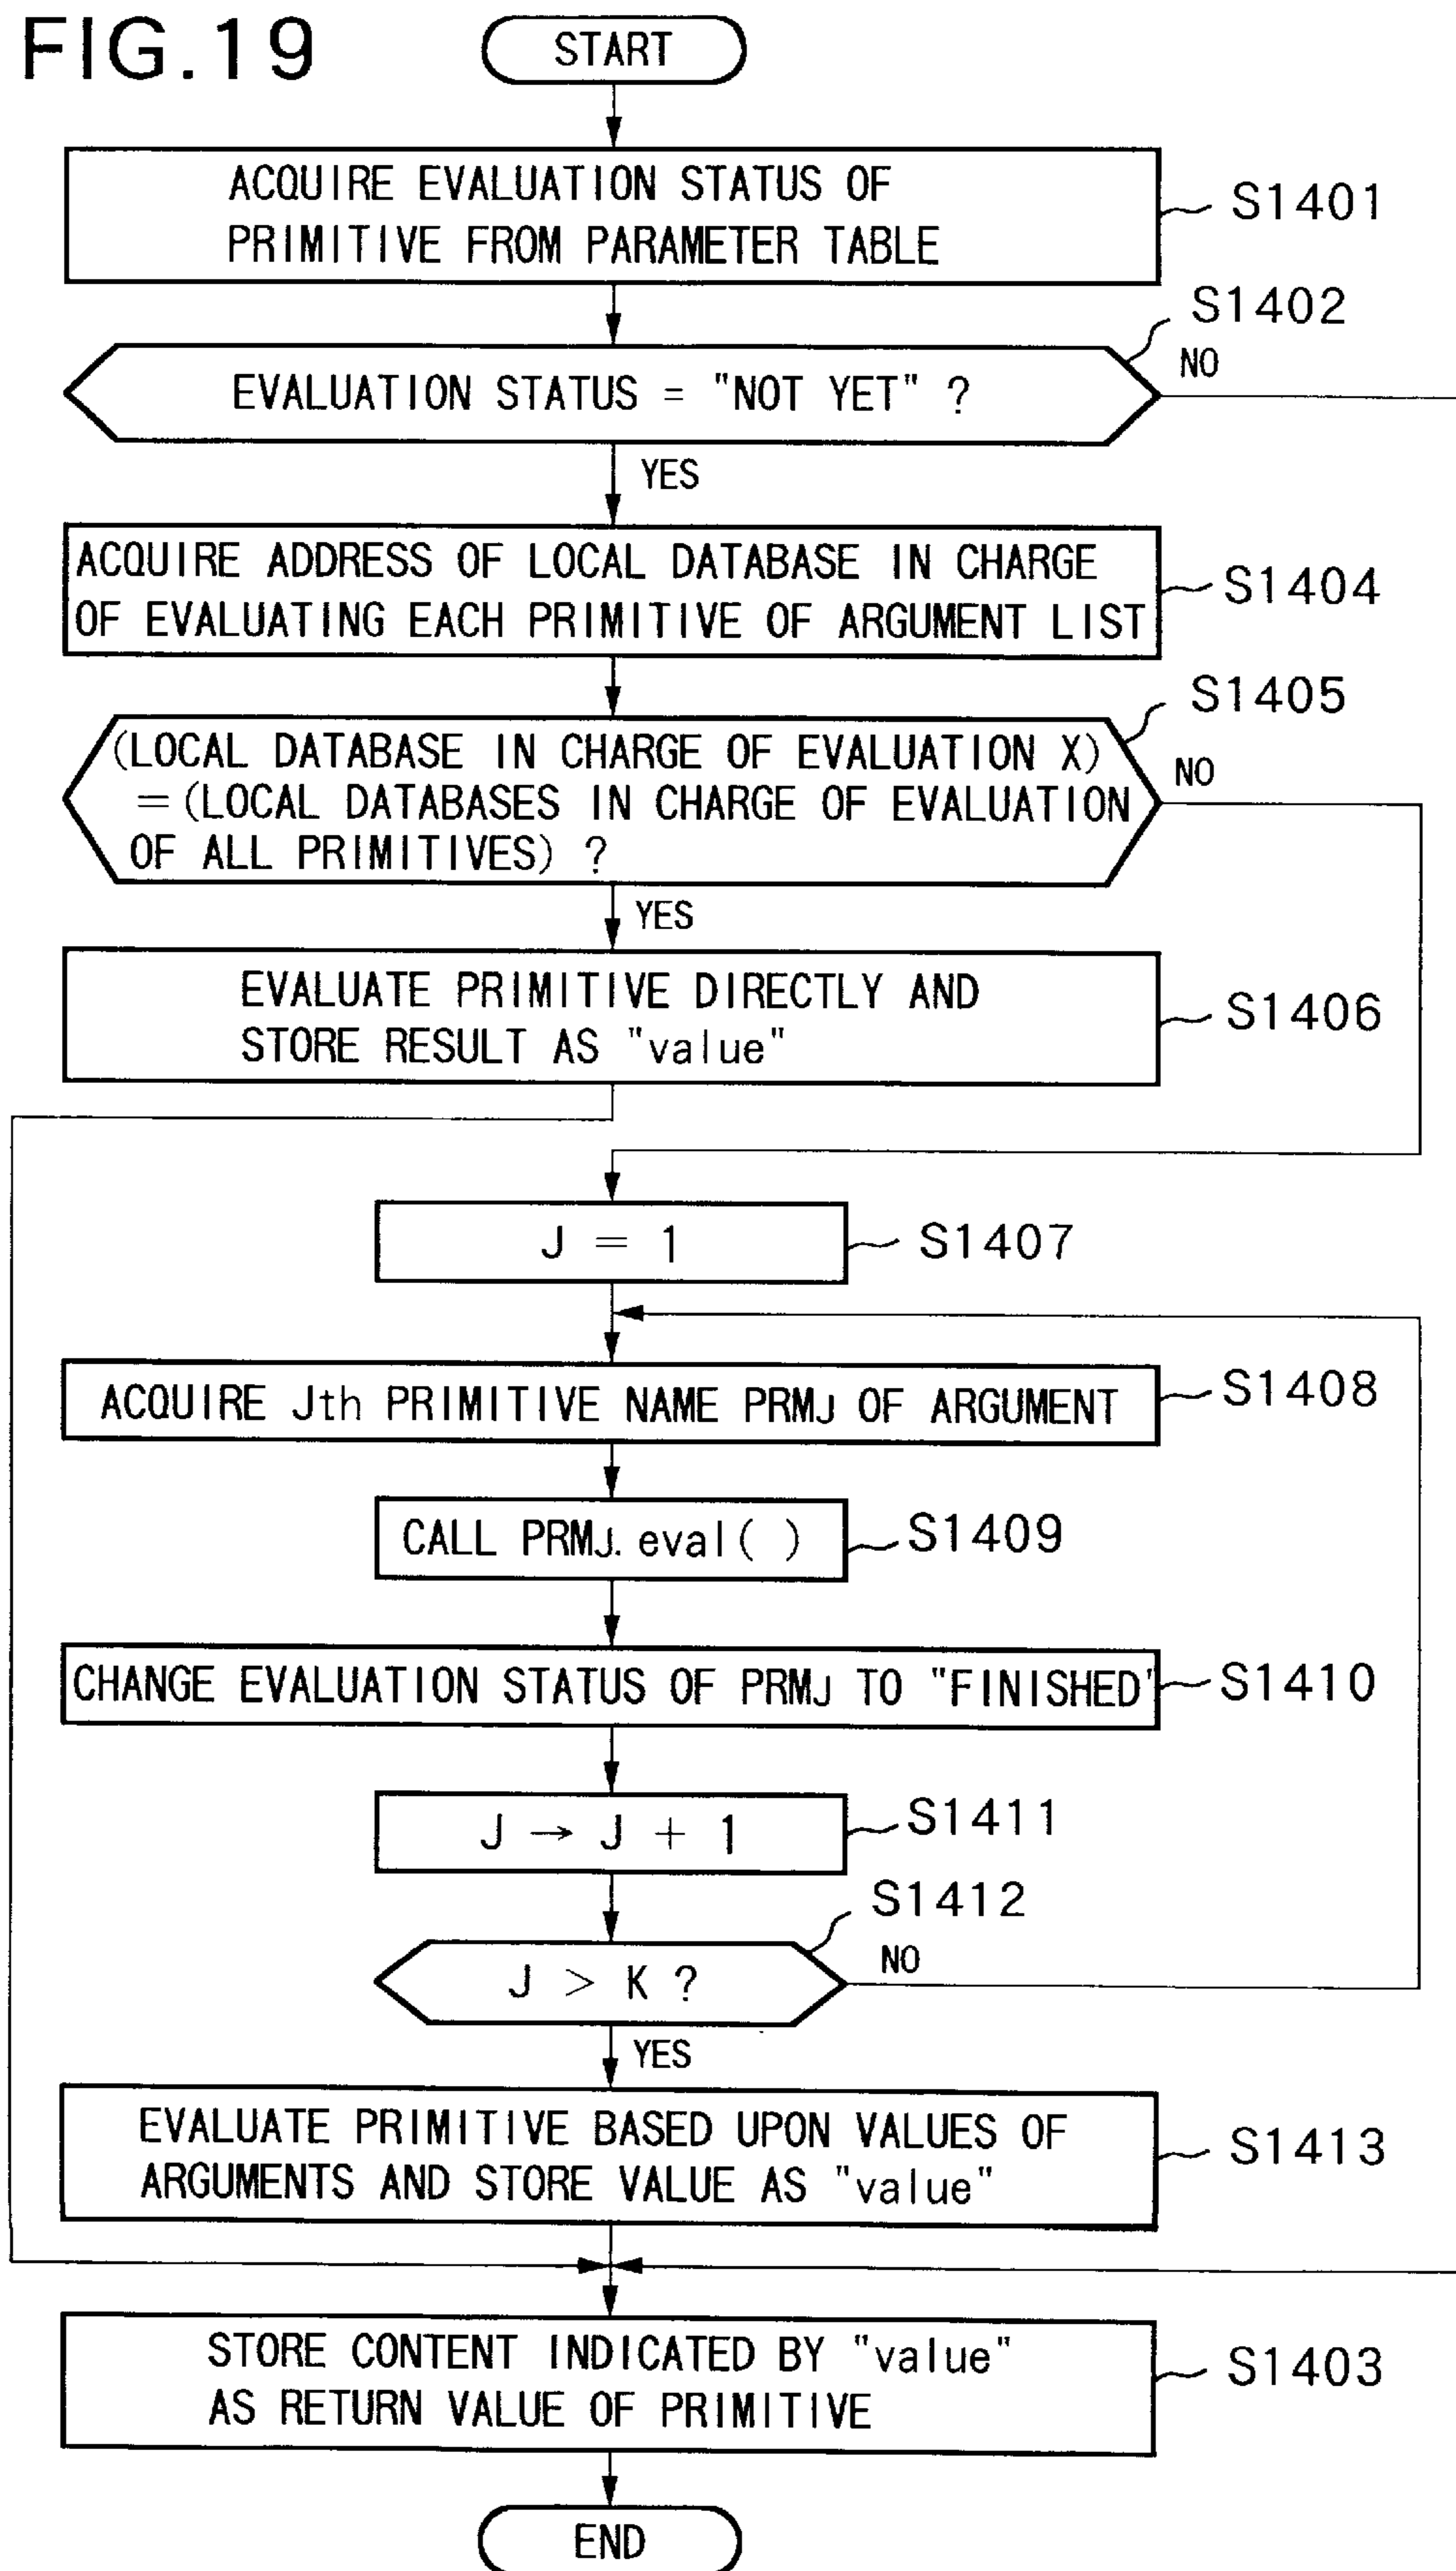 FIG.19
START
ACQUIRE EVALUATION STATUS OF
PRIMITIVE FROM PARAMETER TABLE
S1401
S1402
EVALUATION STATUS = "NOT YET" ?
NO
YES
ACQUIRE ADDRESS OF LOCAL DATABASE IN CHARGE
OF EVALUATING EACH PRIMITIVE OF ARGUMENT LIST
S1404
S1405
(LOCAL DATABASE IN CHARGE OF EVALUATION X)
=(LOCAL DATABASES IN CHARGE OF EVALUATION
OF ALL PRIMITIVES) ?
NO
YES
EVALUATE PRIMITIVE DIRECTLY AND
STORE RESULT AS "value"
S1406
J = 1
S1407
ACQUIRE Jth PRIMITIVE NAME PRMJ OF ARGUMENT
S1408
CALL PRMJ. eval( )
S1409
CHANGE EVALUATION STATUS OF PRMJ TO "FINISHED'
S1410
J → J + 1
S1411
S1412
J > K ?
NO
YES
EVALUATE PRIMITIVE BASED UPON VALUES OF
ARGUMENTS AND STORE VALUE AS "value"
S1413
STORE CONTENT INDICATED BY "value"
AS RETURN VALUE OF PRIMITIVE
S1403
END